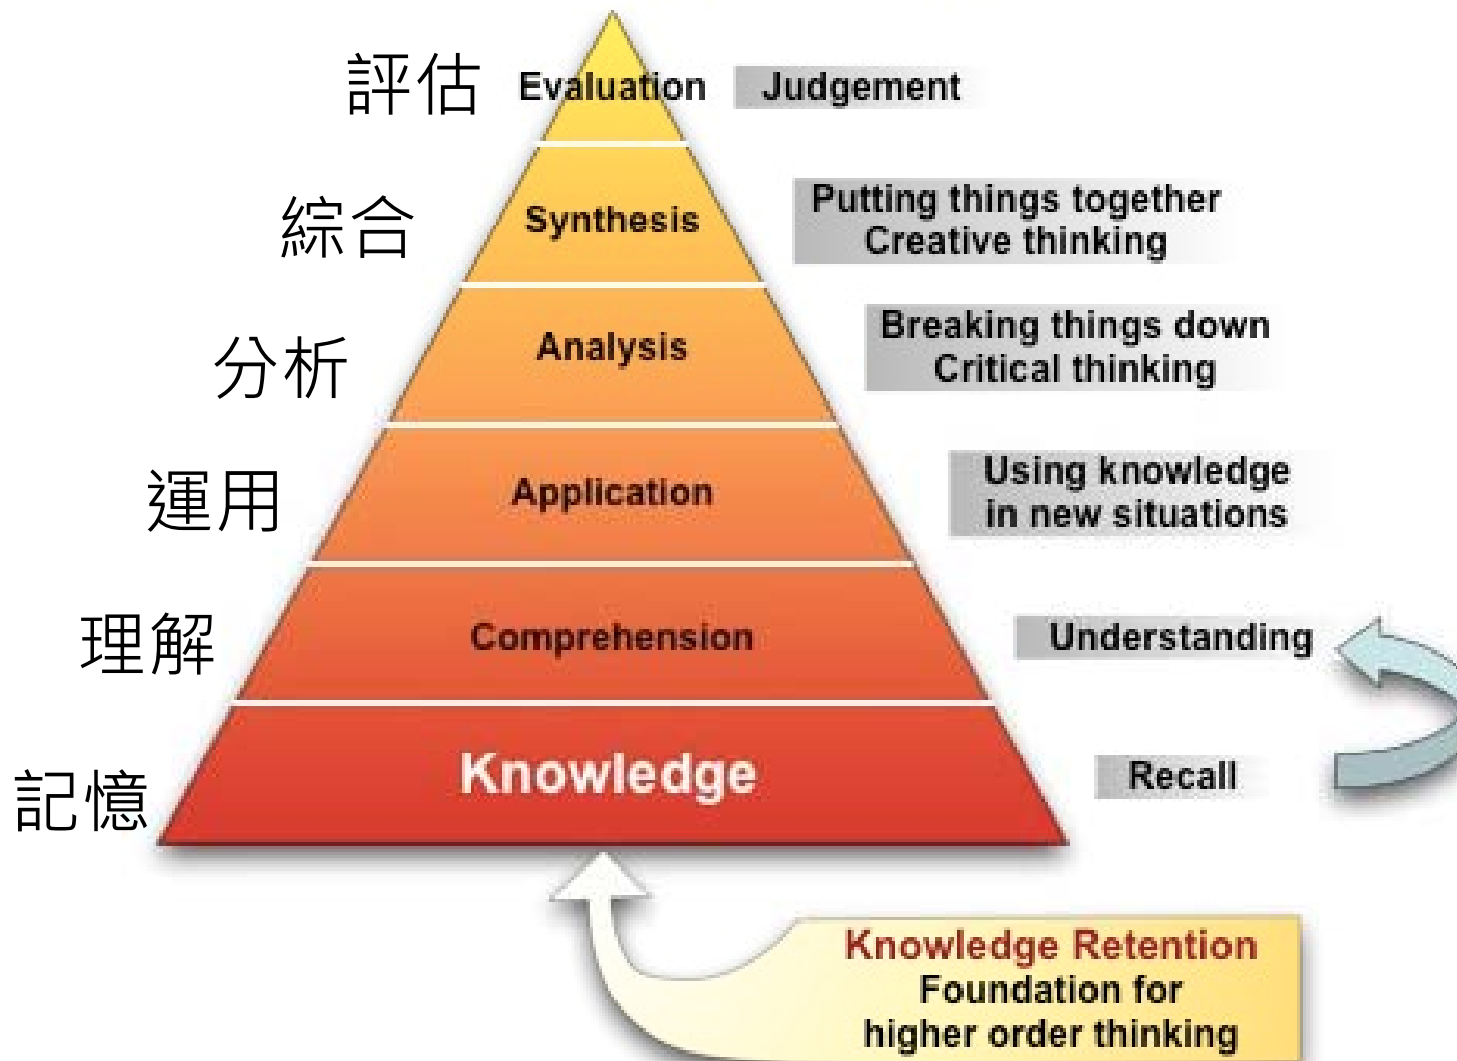 評估 Evaluation Judgement
綜合 Synthesis Putting things together
Creative thinking
分析 Analysis Breaking things down
Critical thinking
運用 Application Using knowledge
in new situations
理解 Comprehension Understanding
記憶 Knowledge Recall
Knowledge Retention
Foundation for
higher order thinking